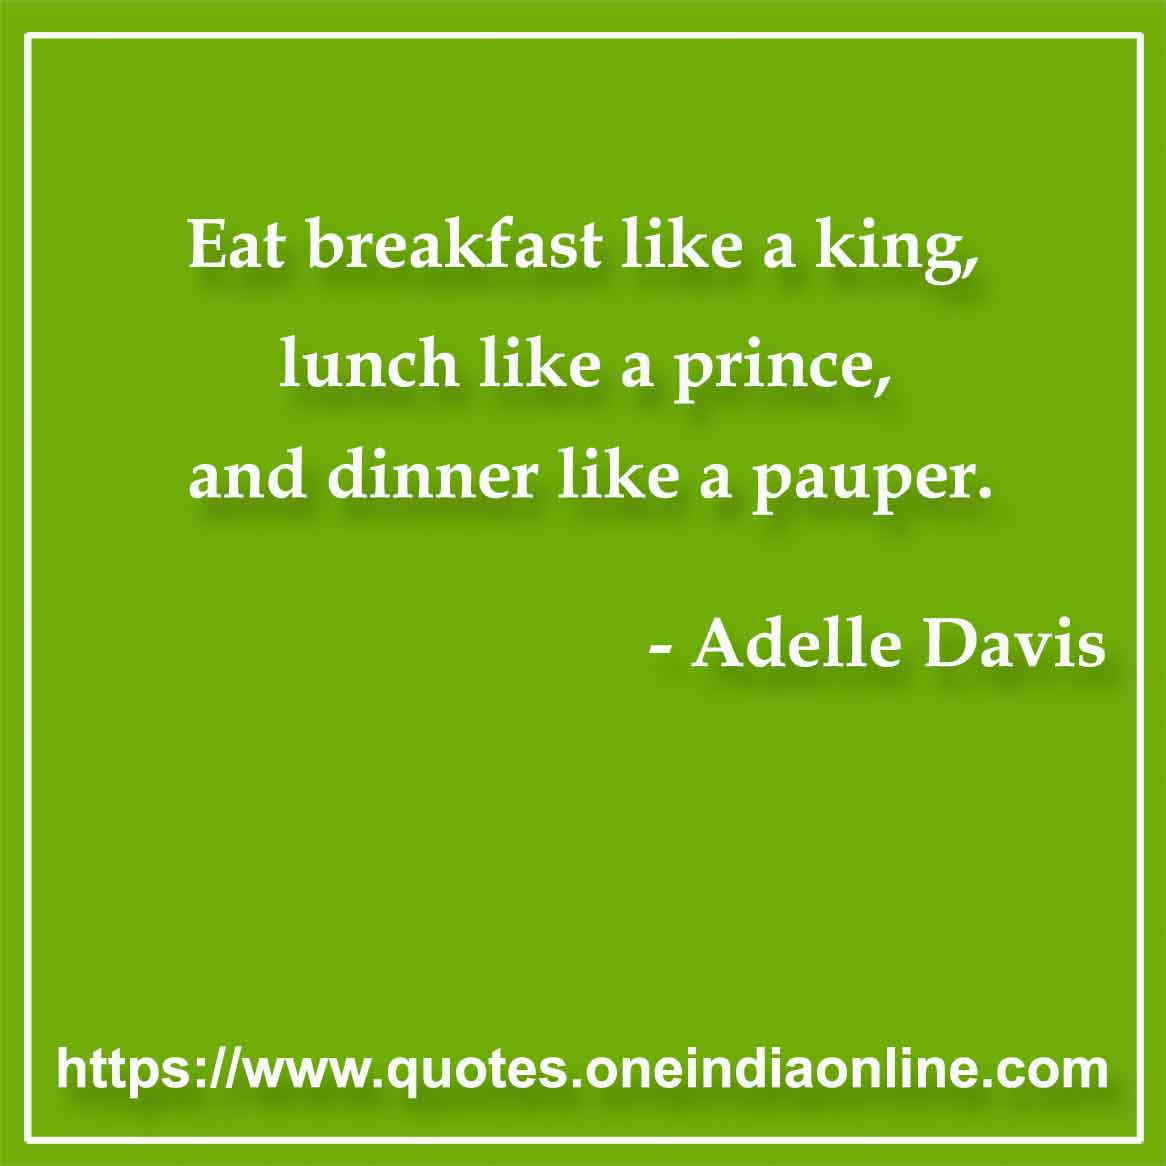 Eat breakfast like a king,
lunch like a prince,
and dinner like a pauper.
- Adelle Davis
https://www.quotes.oneindiaonline.com